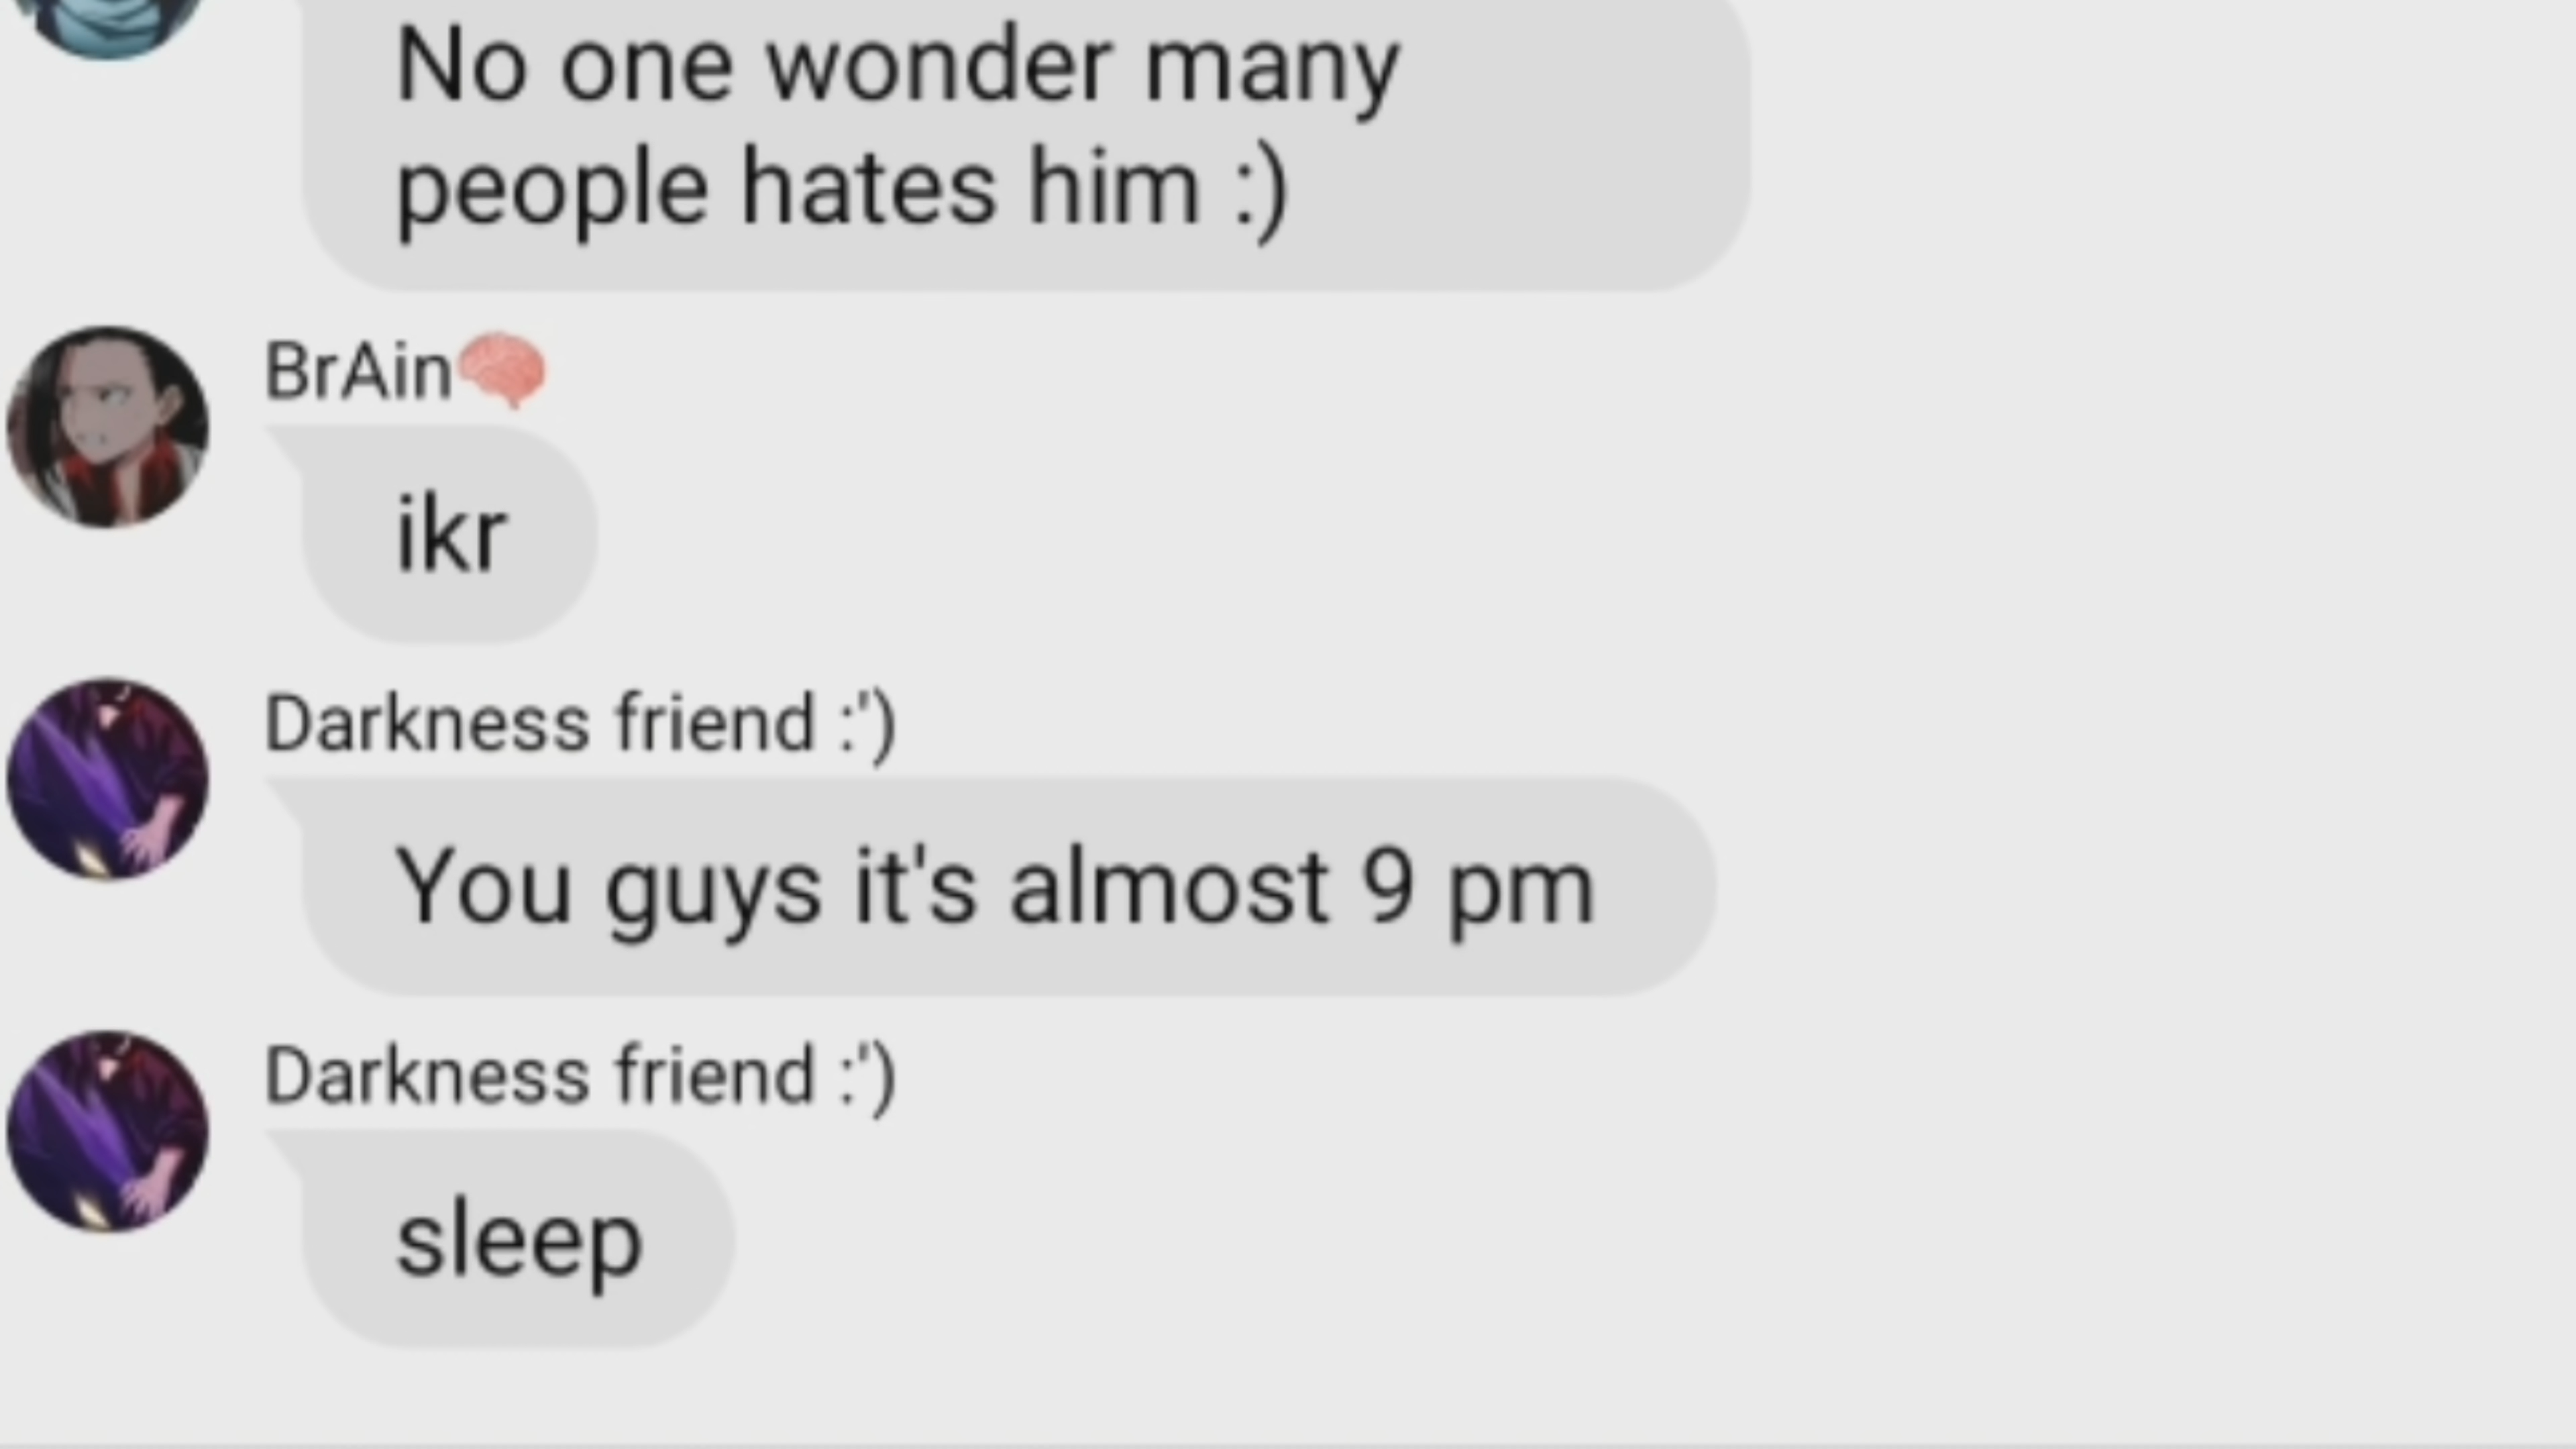 No one wonder many
people hates him :)
BrAin🧠
ikr
Darkness friend :')
You guys it's almost 9 pm
Darkness friend :')
sleep